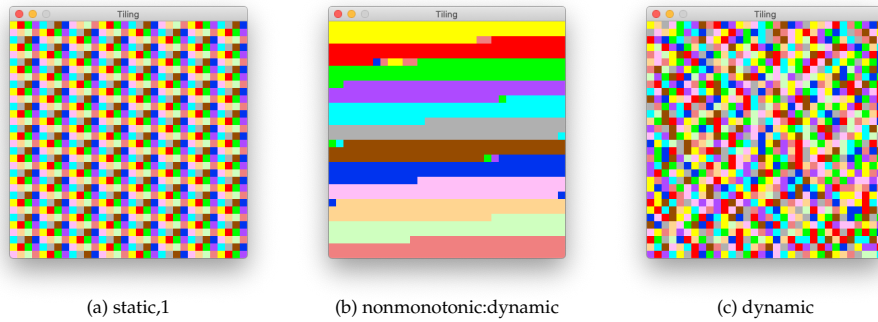 Tiling
Tiling
Tiling
(a) static,1
(b) nonmonotonic:dynamic
(c) dynamic